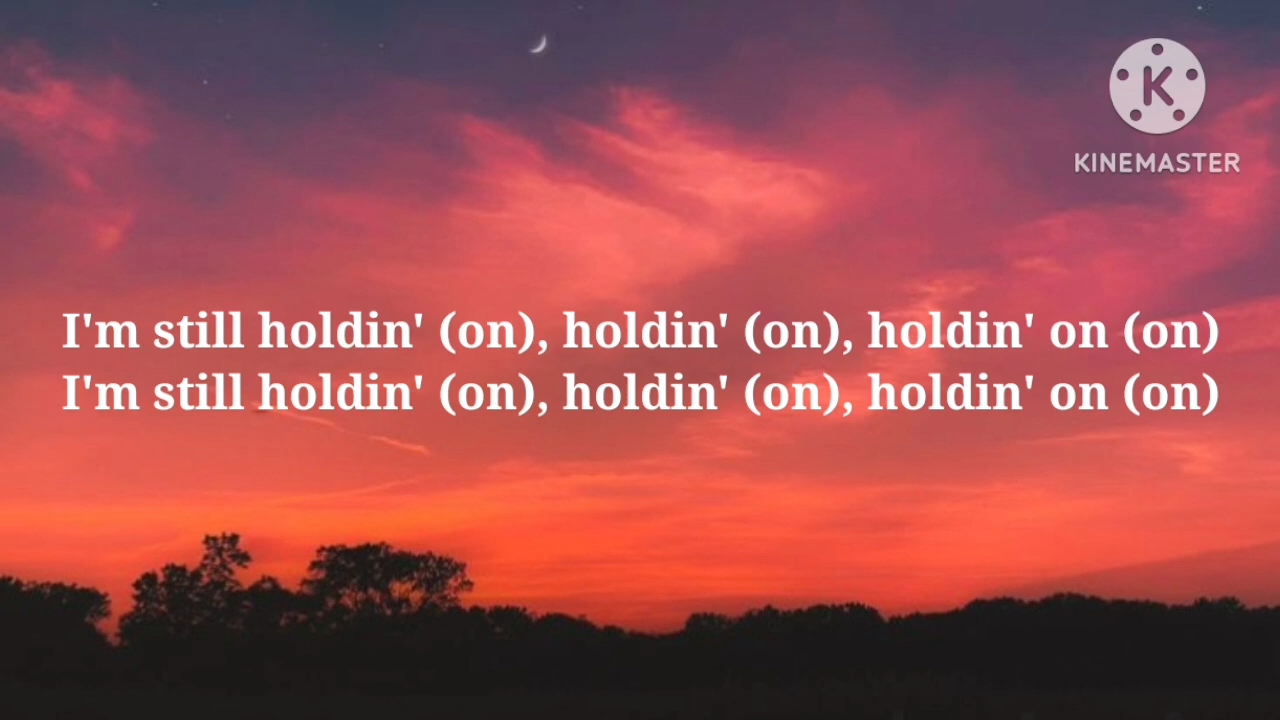 K
KINEMASTER
I'm still holdin' (on), holdin' (on), holdin' on (on)
I'm still holdin' (on), holdin' (on), holdin' on (on)